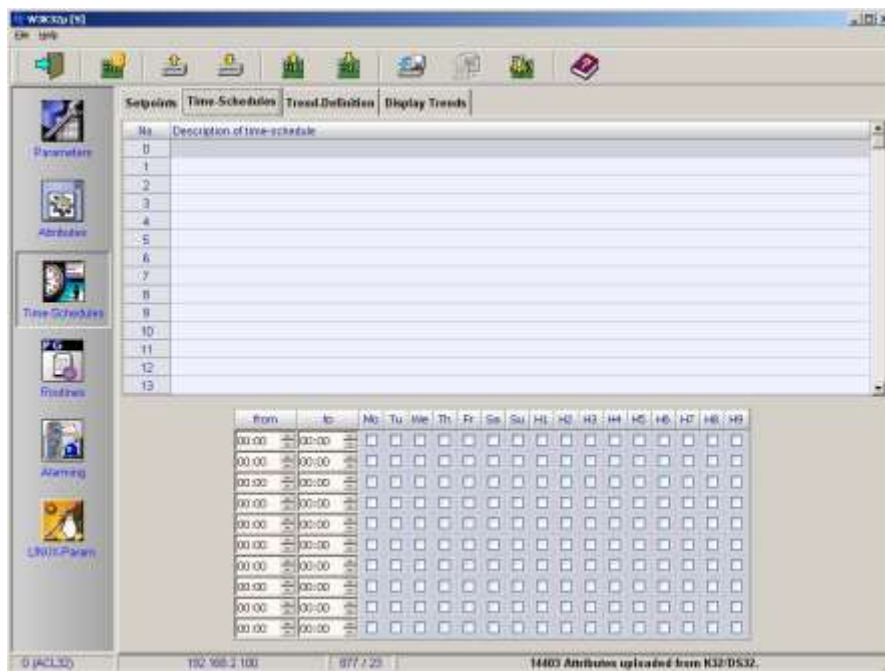 W3K32p [9]
File Help
Setpoints Time-Schedules Trend-Definition Display Trends
No. Description of time-schedule
0
1
2
3
4
5
6
7
8
9
10
11
12
13
Parameters
Attributes
Time-Schedules
Routines
Alarming
LINUX-Param
from to Mo Tu We Th Fr Sa Su H1 H2 H3 H4 H5 H6 H7 H8 H9
00:00 00:00
00:00 00:00
00:00 00:00
00:00 00:00
00:00 00:00
00:00 00:00
00:00 00:00
00:00 00:00
00:00 00:00
00:00 00:00
0 (ACL32) 192.168.2.100 877 / 23 14403 Attributes uploaded from K32/DS32.